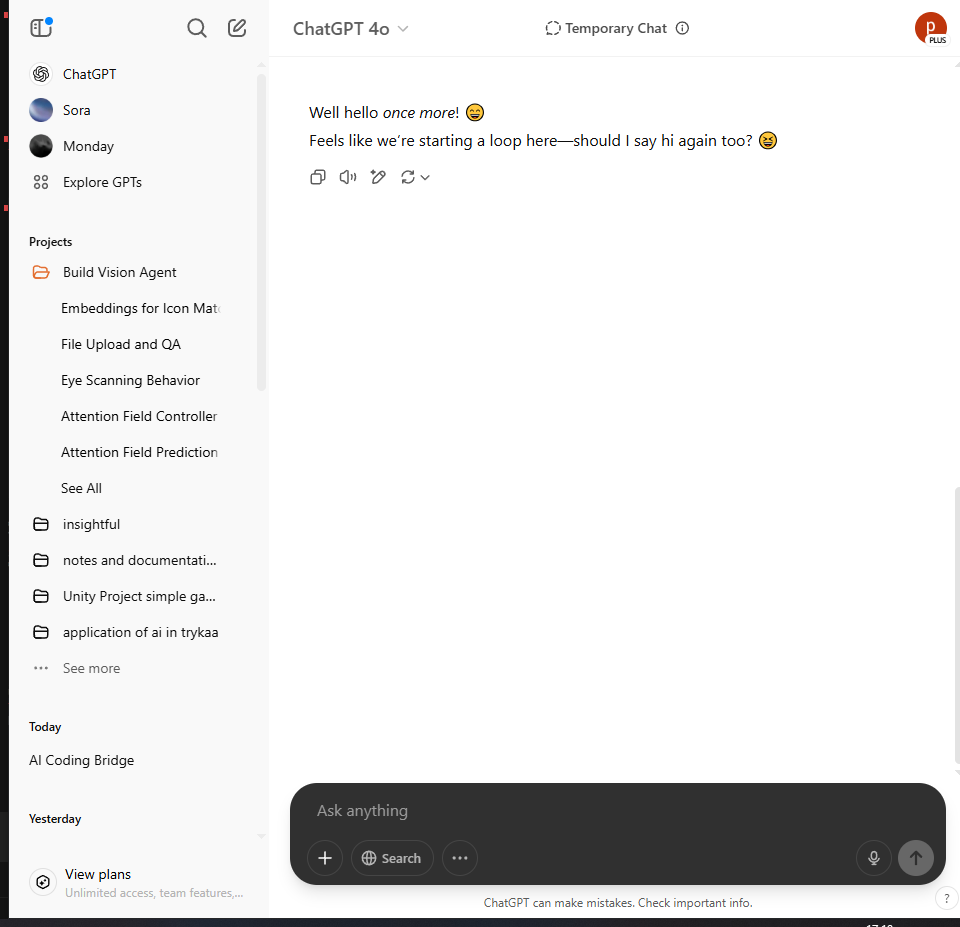 ChatGPT
Sora
Monday
Explore GPTs
Projects
Build Vision Agent
Embeddings for Icon
File Upload and QA
Eye Scanning Behavior
Attention Field Controller
Attention Field Prediction
See All
insightful
notes and documentati...
Unity Project simple ga...
application of ai in trykaa
See more
Today
AI Coding Bridge
Yesterday
View plans
Unlimited access, team features,...
ChatGPT 4o
Temporary Chat
p
PLUS
Well hello once more! 😄
Feels like we're starting a loop here—should I say hi again too? 😆
Ask anything
Search
ChatGPT can make mistakes. Check important info.
?